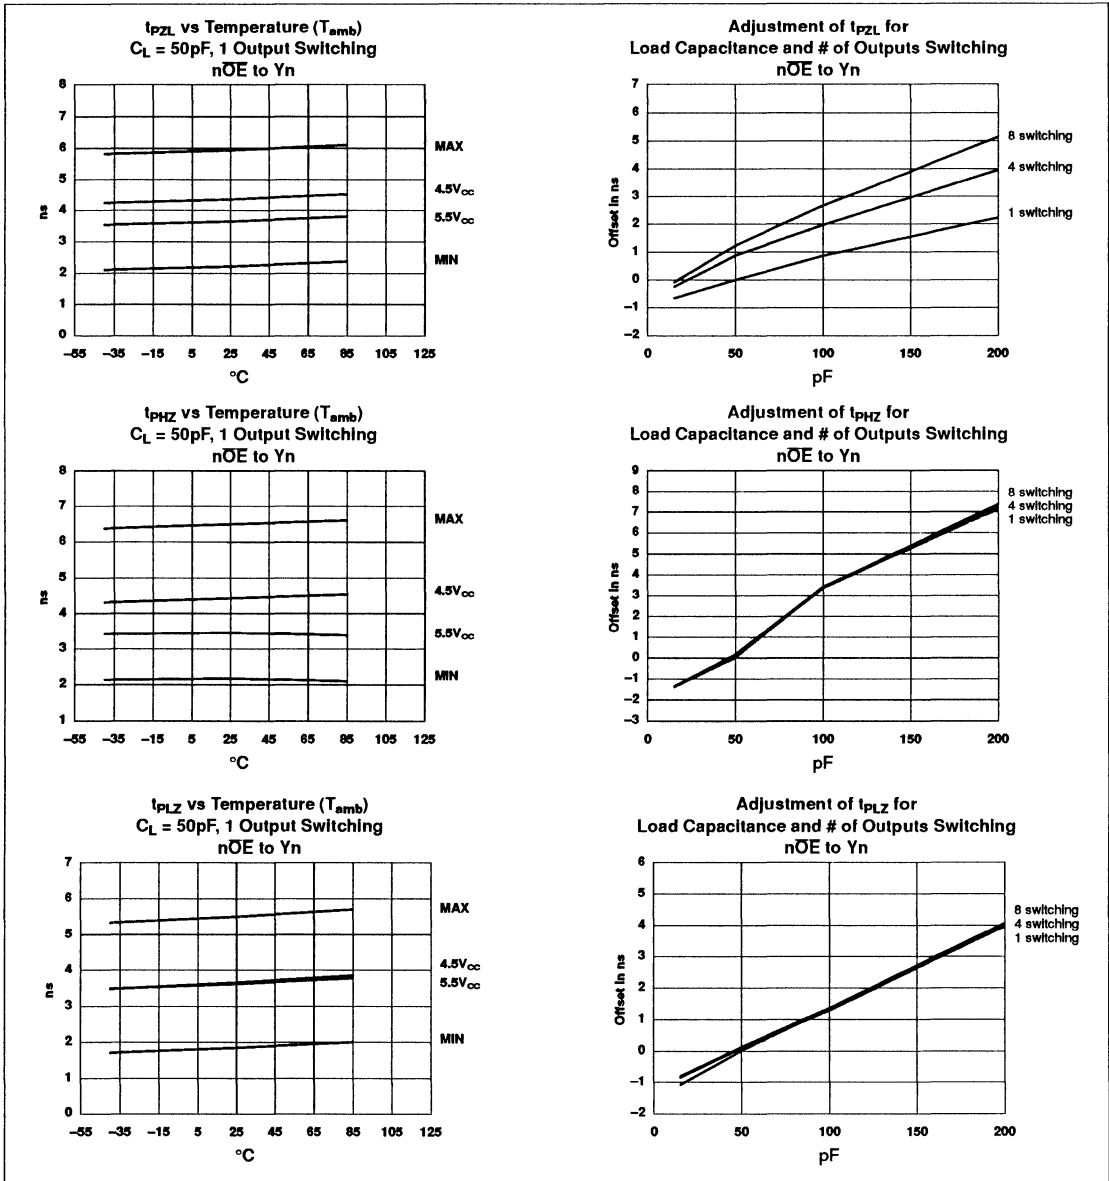 tPZL vs Temperature (Tamb)
CL = 50pF, 1 Output Switching
nOE to Yn
8
7
6
5
4
3
2
1
0
ns
MAX
4.5Vcc
5.5Vcc
MIN
–55 –35 –15 5 25 45 65 85 105 125
°C
Adjustment of tPZL for
Load Capacitance and # of Outputs Switching
nOE to Yn
7
6
5
4
3
2
1
0
–1
–2
Offset in ns
8 switching
4 switching
1 switching
0 50 100 150 200
pF
tPHZ vs Temperature (Tamb)
CL = 50pF, 1 Output Switching
nOE to Yn
8
7
6
5
4
3
2
1
ns
MAX
4.5Vcc
5.5Vcc
MIN
–55 –35 –15 5 25 45 65 85 105 125
°C
Adjustment of tPHZ for
Load Capacitance and # of Outputs Switching
nOE to Yn
9
8
7
6
5
4
3
2
1
0
–1
–2
–3
Offset in ns
8 switching
4 switching
1 switching
0 50 100 150 200
pF
tPLZ vs Temperature (Tamb)
CL = 50pF, 1 Output Switching
nOE to Yn
7
6
5
4
3
2
1
0
ns
MAX
4.5Vcc
5.5Vcc
MIN
–55 –35 –15 5 25 45 65 85 105 125
°C
Adjustment of tPLZ for
Load Capacitance and # of Outputs Switching
nOE to Yn
6
5
4
3
2
1
0
–1
–2
Offset in ns
8 switching
4 switching
1 switching
0 50 100 150 200
pF